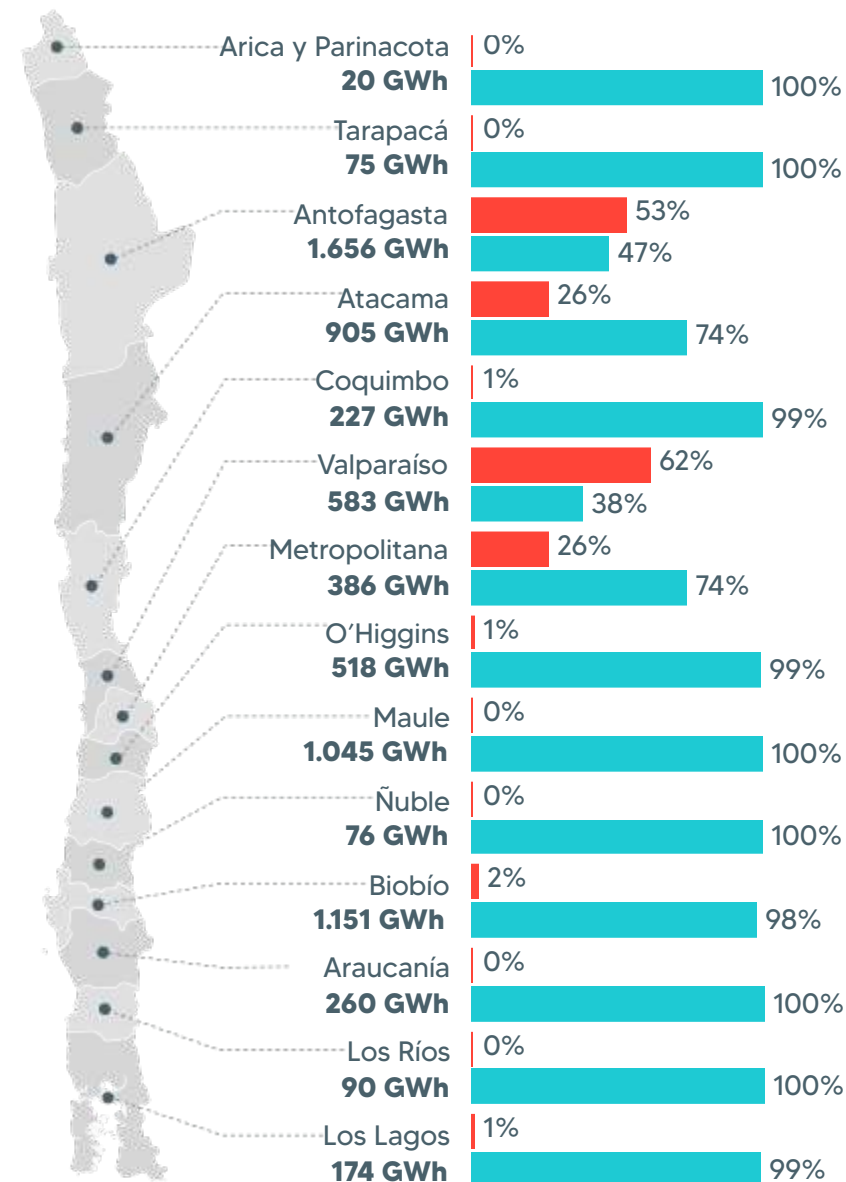 Arica y Parinacota 0%
20 GWh 100%
Tarapacá 0%
75 GWh 100%
Antofagasta 53%
1.656 GWh 47%
Atacama 26%
905 GWh 74%
Coquimbo 1%
227 GWh 99%
Valparaíso 62%
583 GWh 38%
Metropolitana 26%
386 GWh 74%
O'Higgins 1%
518 GWh 99%
Maule 0%
1.045 GWh 100%
Ñuble 0%
76 GWh 100%
Biobío 2%
1.151 GWh 98%
Araucanía 0%
260 GWh 100%
Los Ríos 0%
90 GWh 100%
Los Lagos 1%
174 GWh 99%